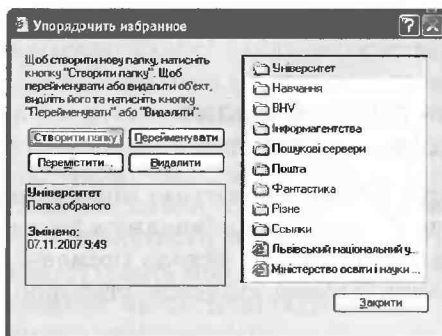 Упорядочить избранное
Щоб створити нову папку, натисніть
кнопку "Створити папку". Щоб
перейменувати або видалити об'єкт,
виділіть його та натисніть кнопку
"Перейменувати" або "Видалити".
Створити папку
Перейменувати
Перемістити...
Видалити
Університет
Папка обраного
Змінено:
07.11.2007 9:49
Університет
Навчання
BHV
Інформагентства
Пошукові сервери
Пошта
Фантастика
Різне
Ссылки
Львівський національний у...
Міністерство освіти і науки ...
Закрити